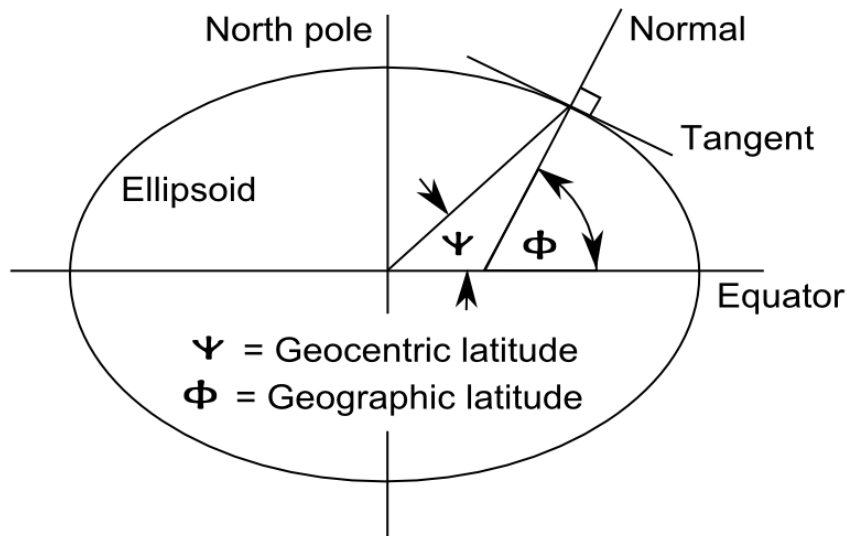 North pole
Normal
Tangent
Ellipsoid
Ψ
Φ
Equator
Ψ = Geocentric latitude
Φ = Geographic latitude